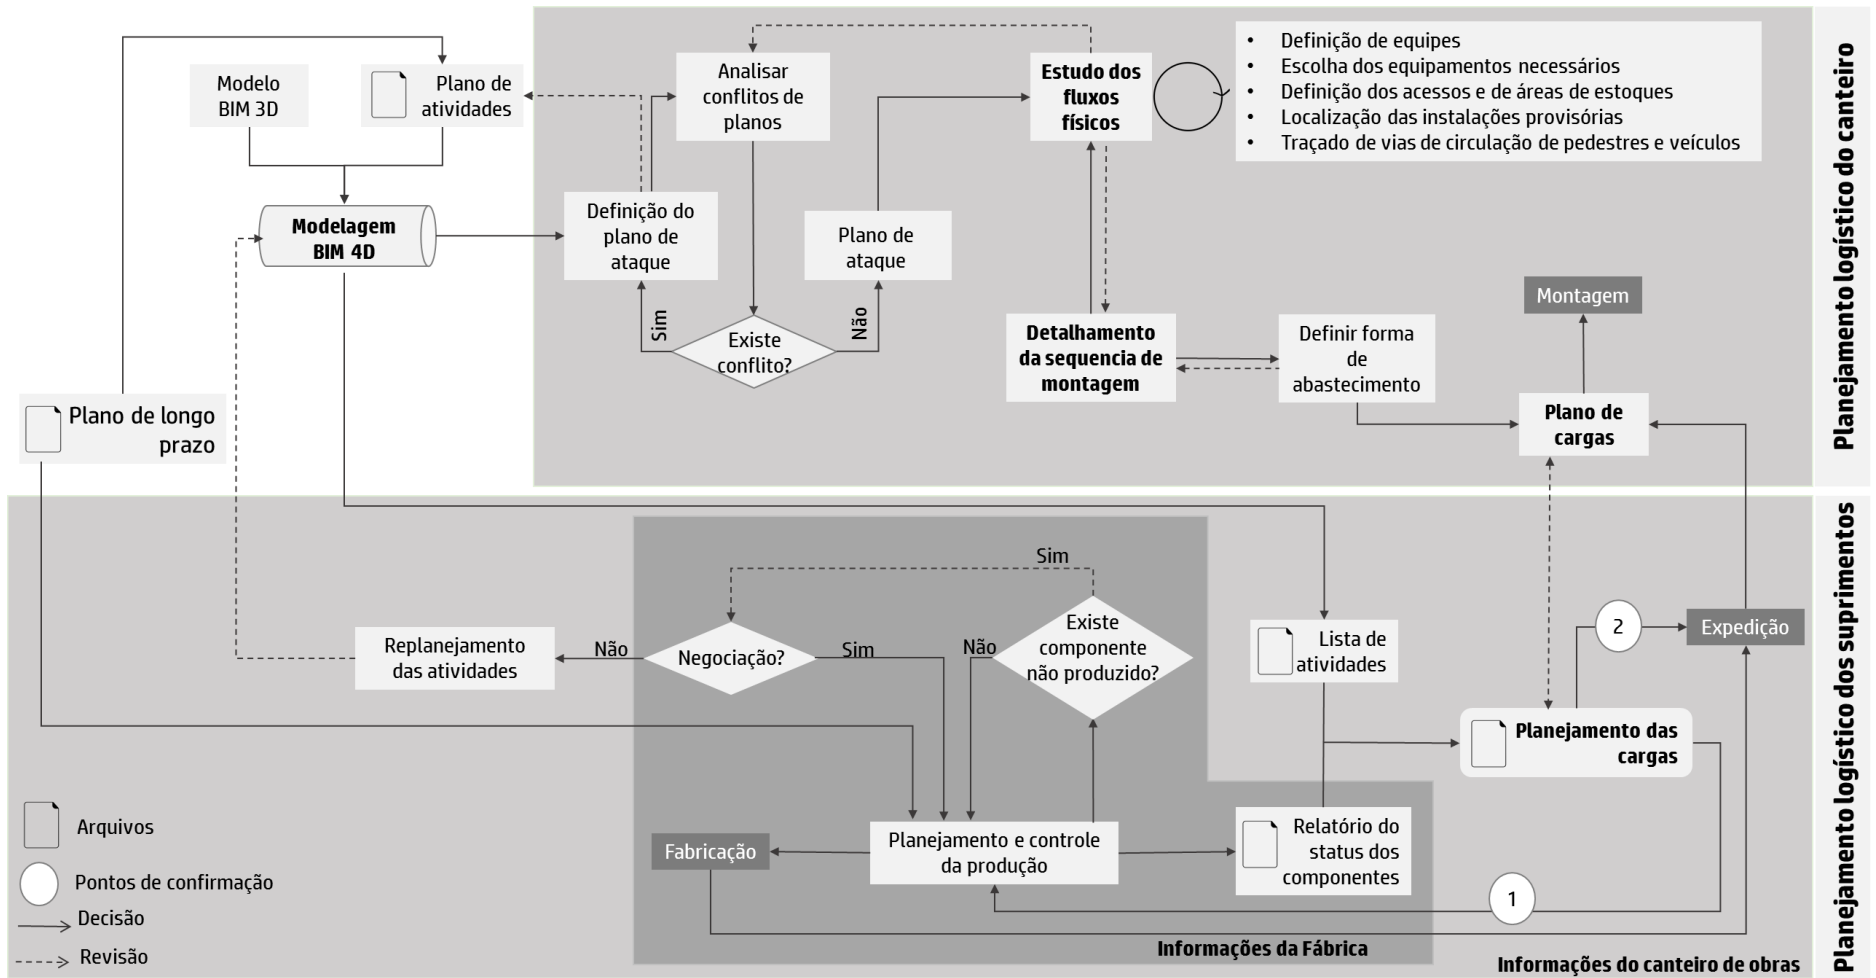 Modelo
BIM 3D
Plano de
atividades
Analisar
conflitos de
planos
Estudo dos
fluxos
físicos
• Definição de equipes
• Escolha dos equipamentos necessários
• Definição dos acessos e de áreas de estoques
• Localização das instalações provisórias
• Traçado de vias de circulação de pedestres e veículos
Planejamento logístico do canteiro
Modelagem
BIM 4D
Definição do
plano de
ataque
Plano de
ataque
Sim
Existe
conflito?
Não
Detalhamento
da sequencia de
montagem
Definir forma
de
abastecimento
Montagem
Plano de
cargas
Plano de longo
prazo
Planejamento logístico dos suprimentos
Sim
Replanejamento
das atividades
Não
Negociação?
Sim
Não
Existe
componente
não produzido?
Lista de
atividades
2
Expedição
Planejamento das
cargas
Fabricação
Planejamento e controle
da produção
Relatório do
status dos
componentes
1
Arquivos
Pontos de confirmação
Decisão
Revisão
Informações da Fábrica
Informações do canteiro de obras